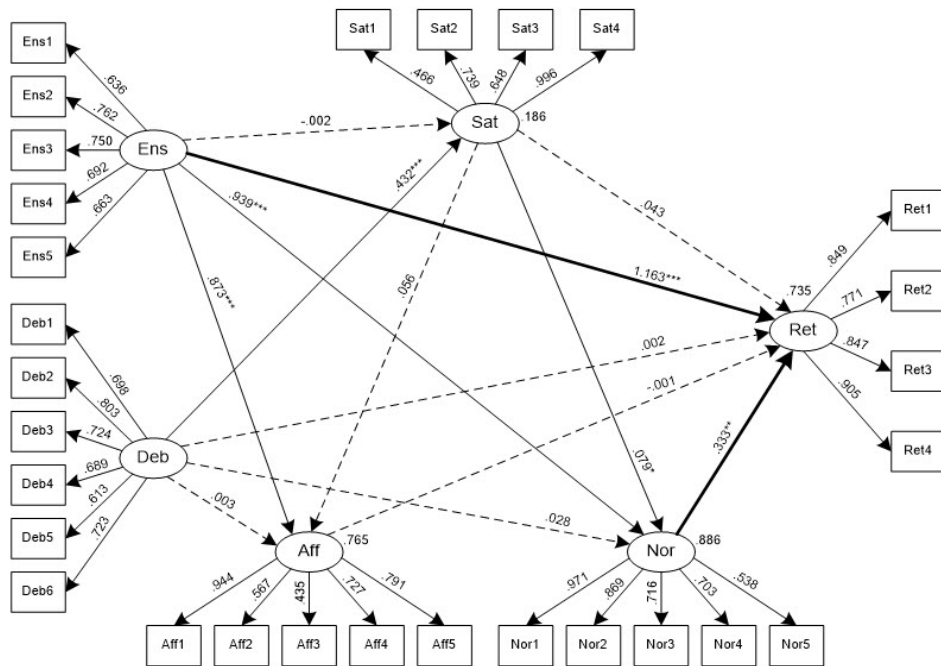 Sat1 Sat2 Sat3 Sat4
Ens1
Ens2
Ens3
Ens4
Ens5
.636
.762
.750
.692
.663
Ens
.466
.739
.648
.996
Sat
.186
-.002
.432***
.939***
.043
1.163***
.873***
.056
.079*
.002
-.001
.333**
.003
.028
Ret1
Ret2
Ret3
Ret4
.849
.771
.847
.905
.735
Ret
Deb1
Deb2
Deb3
Deb4
Deb5
Deb6
.698
.803
.724
.689
.613
.723
Deb
Aff
.765
.944
.567
.435
.727
.791
Aff1 Aff2 Aff3 Aff4 Aff5
Nor
.886
.971
.869
.716
.703
.538
Nor1 Nor2 Nor3 Nor4 Nor5